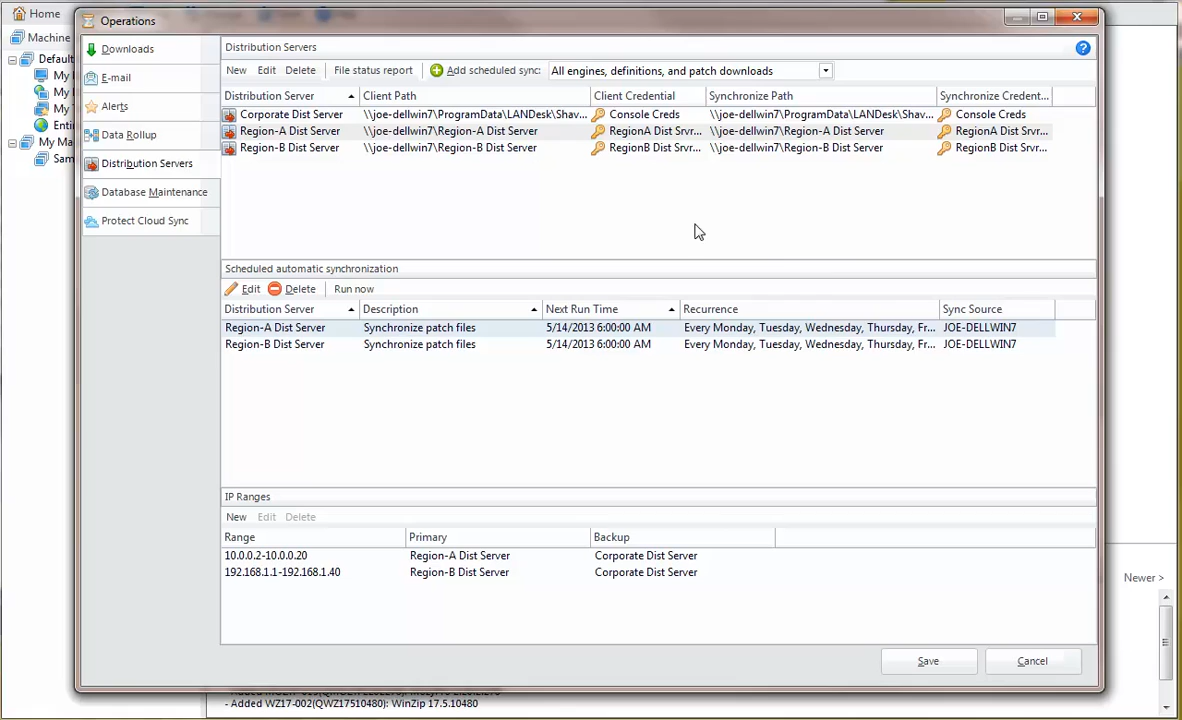 Home
Operations
Machine
Default
My
My
My
Entir
My Ma
Sam
Downloads
E-mail
Alerts
Data Rollup
Distribution Servers
Database Maintenance
Protect Cloud Sync
Distribution Servers
New Edit Delete File status report Add scheduled sync: All engines, definitions, and patch downloads
Distribution Server Client Path Client Credential Synchronize Path Synchronize Credent...
Corporate Dist Server \\joe-dellwin7\ProgramData\LANDesk\Shav... Console Creds \\joe-dellwin7\ProgramData\LANDesk\Shav... Console Creds
Region-A Dist Server \\joe-dellwin7\Region-A Dist Server RegionA Dist Srvr... \\joe-dellwin7\Region-A Dist Server RegionA Dist Srvr...
Region-B Dist Server \\joe-dellwin7\Region-B Dist Server RegionB Dist Srvr... \\joe-dellwin7\Region-B Dist Server RegionB Dist Srvr...
Scheduled automatic synchronization
Edit Delete Run now
Distribution Server Description Next Run Time Recurrence Sync Source
Region-A Dist Server Synchronize patch files 5/14/2013 6:00:00 AM Every Monday, Tuesday, Wednesday, Thursday, Fr... JOE-DELLWIN7
Region-B Dist Server Synchronize patch files 5/14/2013 6:00:00 AM Every Monday, Tuesday, Wednesday, Thursday, Fr... JOE-DELLWIN7
IP Ranges
New Edit Delete
Range Primary Backup
10.0.0.2-10.0.0.20 Region-A Dist Server Corporate Dist Server
192.168.1.1-192.168.1.40 Region-B Dist Server Corporate Dist Server
Save Cancel
Newer >
- Added WZ17-002(QWZ17510480): WinZip 17.5.10480